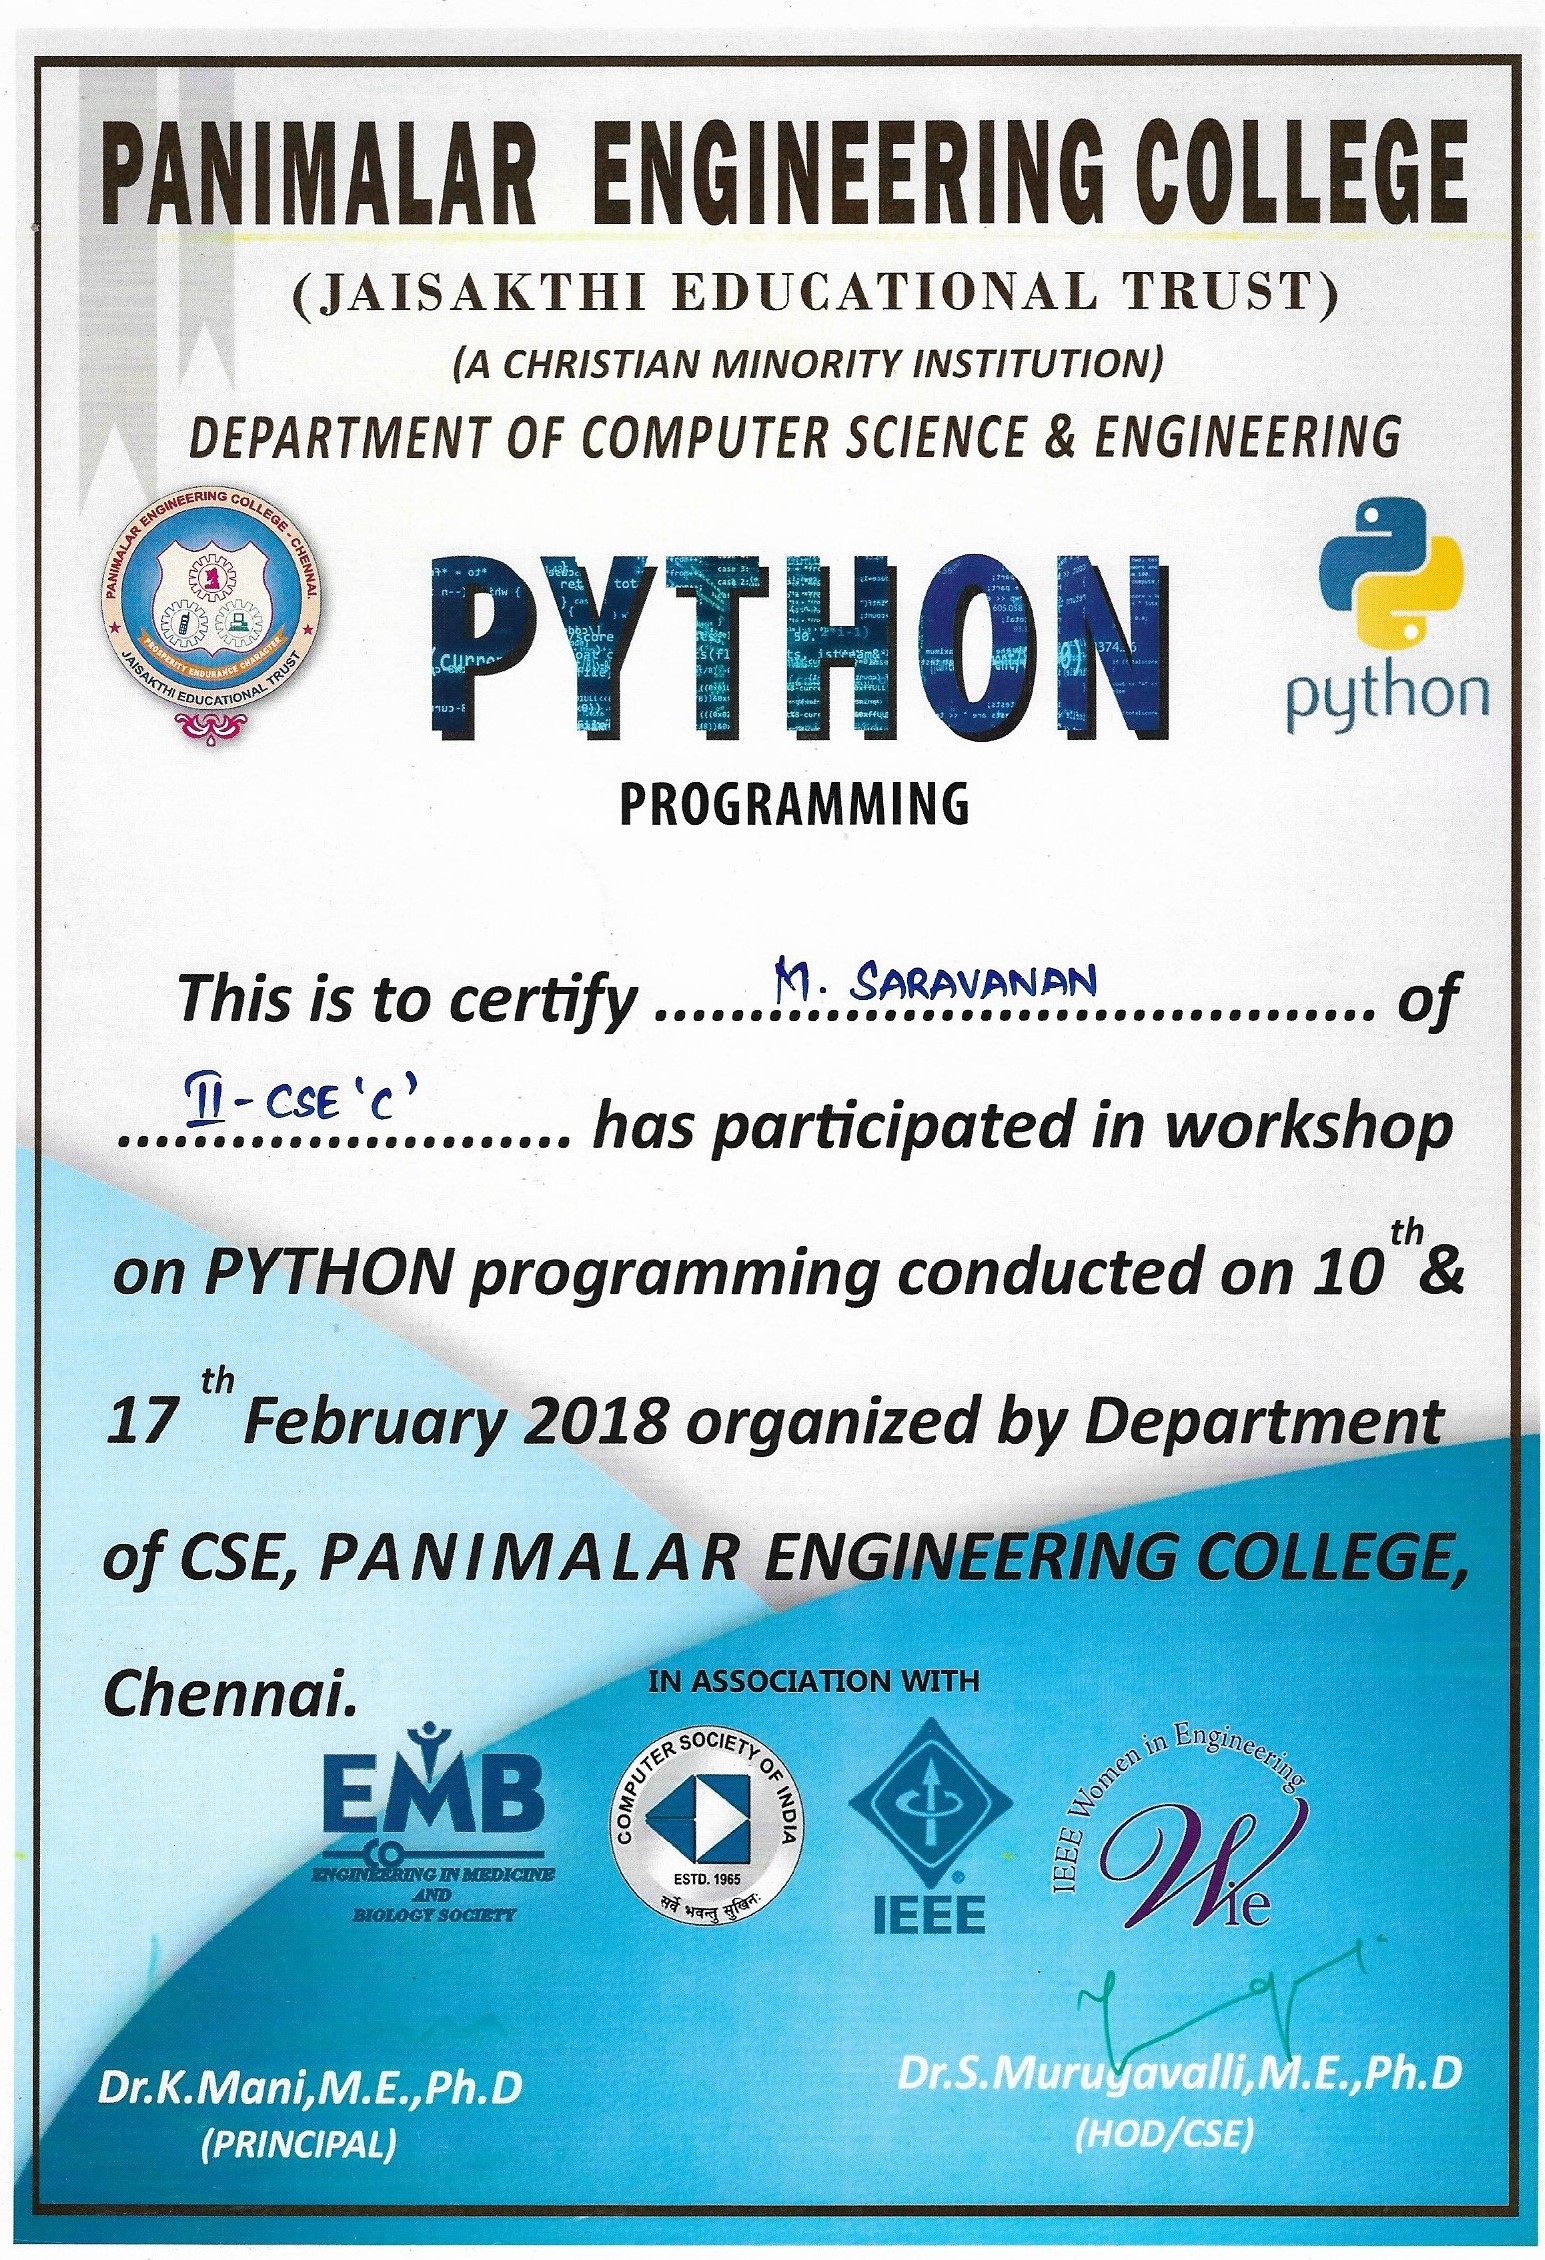 PANIMALAR ENGINEERING COLLEGE
(JAISAKTHI EDUCATIONAL TRUST)
(A CHRISTIAN MINORITY INSTITUTION)
DEPARTMENT OF COMPUTER SCIENCE & ENGINEERING
PANIMALAR ENGINEERING COLLEGE - CHENNAI.
PROSPERITY ENDURANCE CHARACTER
JAISAKTHI EDUCATIONAL TRUST
PYTHON
python
PROGRAMMING
This is to certify M. SARAVANAN of
II - CSE 'C' has participated in workshop
on PYTHON programming conducted on 10th &
17th February 2018 organized by Department
of CSE, PANIMALAR ENGINEERING COLLEGE,
Chennai.
IN ASSOCIATION WITH
EMB
ENGINEERING IN MEDICINE
AND
BIOLOGY SOCIETY
COMPUTER SOCIETY OF INDIA
ESTD. 1965
सर्वे भवन्तु सुखिनः
IEEE
IEEE Women in Engineering
Wie
Dr.K.Mani,M.E.,Ph.D
(PRINCIPAL)
Dr.S.Murugavalli,M.E.,Ph.D
(HOD/CSE)